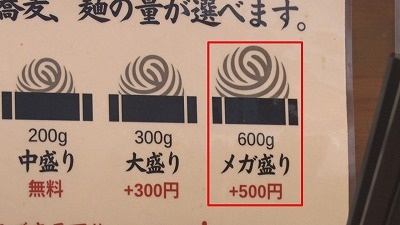 蕎麦、麺の量が選べます。
200g
中盛り
無料
300g
大盛り
+300円
600g
メガ盛り
+500円